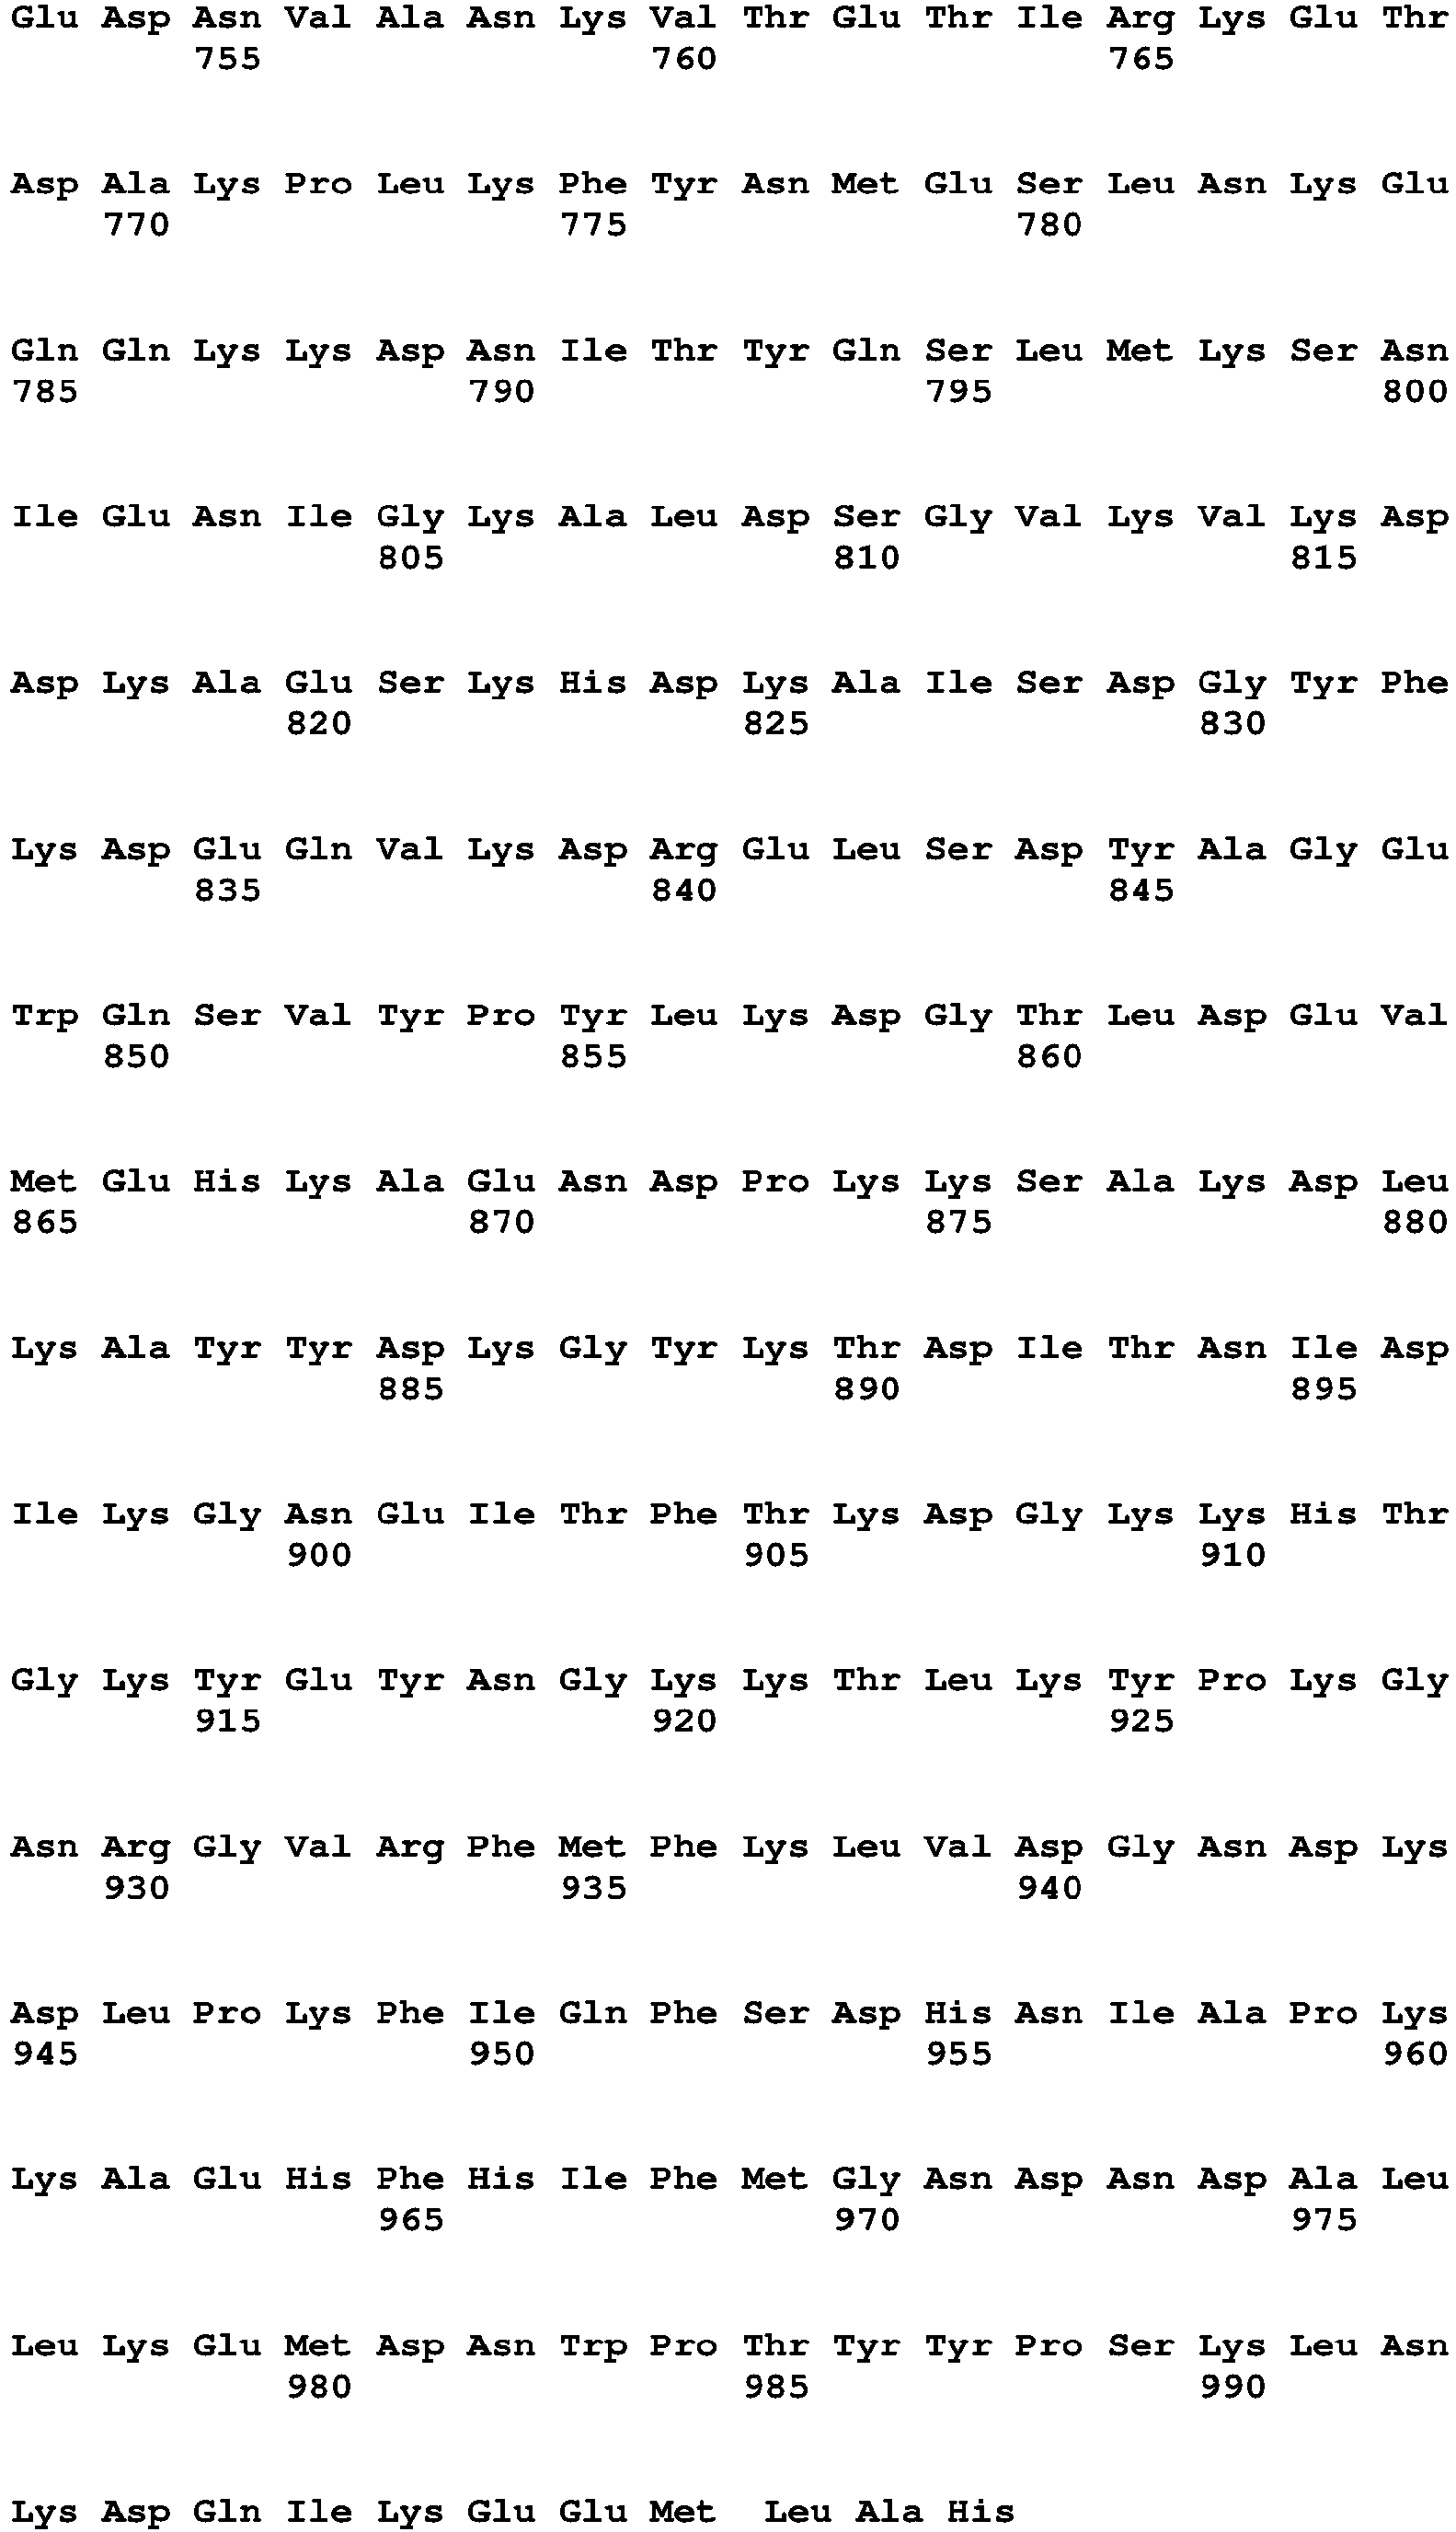 Glu Asp Asn Val Ala Asn Lys Val Thr Glu Thr Ile Arg Lys Glu Thr
755 760 765
Asp Ala Lys Pro Leu Lys Phe Tyr Asn Met Glu Ser Leu Asn Lys Glu
770 775 780
Gln Gln Lys Lys Asp Asn Ile Thr Tyr Gln Ser Leu Met Lys Ser Asn
785 790 795 800
Ile Glu Asn Ile Gly Lys Ala Leu Asp Ser Gly Val Lys Val Lys Asp
805 810 815
Asp Lys Ala Glu Ser Lys His Asp Lys Ala Ile Ser Asp Gly Tyr Phe
820 825 830
Lys Asp Glu Gln Val Lys Asp Arg Glu Leu Ser Asp Tyr Ala Gly Glu
835 840 845
Trp Gln Ser Val Tyr Pro Tyr Leu Lys Asp Gly Thr Leu Asp Glu Val
850 855 860
Met Glu His Lys Ala Glu Asn Asp Pro Lys Lys Ser Ala Lys Asp Leu
865 870 875 880
Lys Ala Tyr Tyr Asp Lys Gly Tyr Lys Thr Asp Ile Thr Asn Ile Asp
885 890 895
Ile Lys Gly Asn Glu Ile Thr Phe Thr Lys Asp Gly Lys Lys His Thr
900 905 910
Gly Lys Tyr Glu Tyr Asn Gly Lys Lys Thr Leu Lys Tyr Pro Lys Gly
915 920 925
Asn Arg Gly Val Arg Phe Met Phe Lys Leu Val Asp Gly Asn Asp Lys
930 935 940
Asp Leu Pro Lys Phe Ile Gln Phe Ser Asp His Asn Ile Ala Pro Lys
945 950 955 960
Lys Ala Glu His Phe His Ile Phe Met Gly Asn Asp Asn Asp Ala Leu
965 970 975
Leu Lys Glu Met Asp Asn Trp Pro Thr Tyr Tyr Pro Ser Lys Leu Asn
980 985 990
Lys Asp Gln Ile Lys Glu Glu Met Leu Ala His